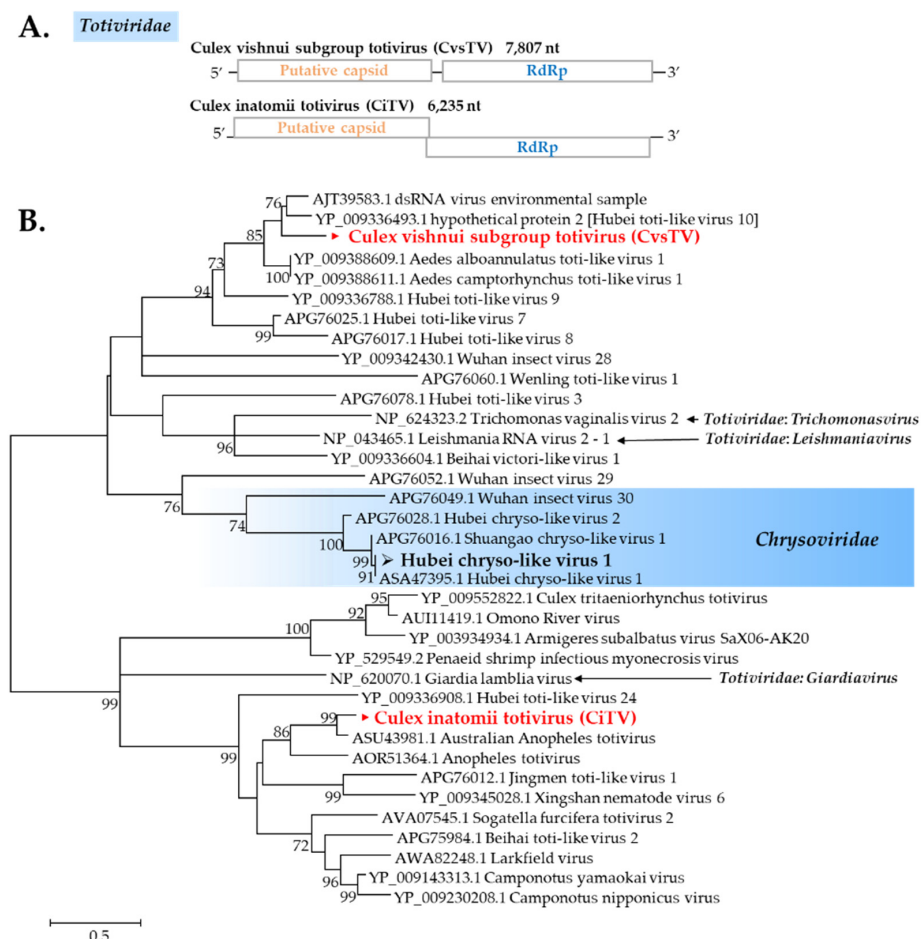 A.
Totiviridae
Culex vishnui subgroup totivirus (CvsTV) 7,807 nt
5′ Putative capsid RdRp 3′
Culex inatomii totivirus (CiTV) 6,235 nt
5′ Putative capsid RdRp 3′
B.
76 AJT39583.1 dsRNA virus environmental sample
YP_009336493.1 hypothetical protein 2 [Hubei toti-like virus 10]
85 Culex vishnui subgroup totivirus (CvsTV)
73 YP_009388609.1 Aedes alboannulatus toti-like virus 1
100 YP_009388611.1 Aedes camptorhynchus toti-like virus 1
94 YP_009336788.1 Hubei toti-like virus 9
APG76025.1 Hubei toti-like virus 7
99 APG76017.1 Hubei toti-like virus 8
YP_009342430.1 Wuhan insect virus 28
APG76060.1 Wenling toti-like virus 1
APG76078.1 Hubei toti-like virus 3
NP_624323.2 Trichomonas vaginalis virus 2 Totiviridae: Trichomonasvirus
NP_043465.1 Leishmania RNA virus 2 - 1 Totiviridae: Leishmaniavirus
96 YP_009336604.1 Beihai victori-like virus 1
APG76052.1 Wuhan insect virus 29
76 APG76049.1 Wuhan insect virus 30
74 APG76028.1 Hubei chryso-like virus 2
100 APG76016.1 Shuangao chryso-like virus 1 Chrysoviridae
99 Hubei chryso-like virus 1
91 ASA47395.1 Hubei chryso-like virus 1
95 YP_009552822.1 Culex tritaeniorhynchus totivirus
92 AUI11419.1 Omono River virus
100 YP_003934934.1 Armigeres subalbatus virus SaX06-AK20
YP_529549.2 Penaeid shrimp infectious myonecrosis virus
NP_620070.1 Giardia lamblia virus Totiviridae: Giardiavirus
99 YP_009336908.1 Hubei toti-like virus 24
99 Culex inatomii totivirus (CiTV)
86 ASU43981.1 Australian Anopheles totivirus
99 AOR51364.1 Anopheles totivirus
APG76012.1 Jingmen toti-like virus 1
99 YP_009345028.1 Xingshan nematode virus 6
AVA07545.1 Sogatella furcifera totivirus 2
72 APG75984.1 Beihai toti-like virus 2
AWA82248.1 Larkfield virus
96 YP_009143313.1 Camponotus yamaokai virus
99 YP_009230208.1 Camponotus nipponicus virus
0.5